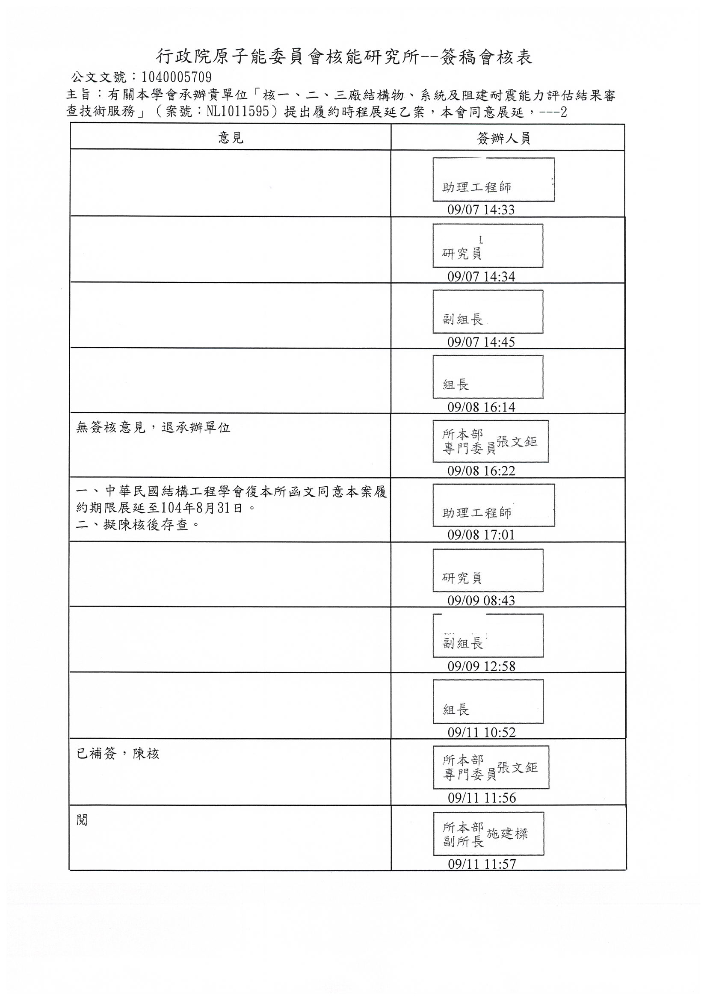 行政院原子能委員會核能研究所--簽稿會核表
公文文號：1040005709
主旨：有關本學會承辦貴單位「核一、二、三廠結構物、系統及阻建耐震能力評估結果審
查技術服務」（案號：NL1011595）提出履約時程展延乙案，本會同意展延，---2
意見
簽辦人員
助理工程師
09/07 14:33
研究員
09/07 14:34
副組長
09/07 14:45
組長
09/08 16:14
無簽核意見，退承辦單位
所本部
專門委員張文鉅
09/08 16:22
一、中華民國結構工程學會復本所函文同意本案履
約期限展延至104年8月31日。
二、擬陳核後存查。
助理工程師
09/08 17:01
研究員
09/09 08:43
副組長
09/09 12:58
組長
09/11 10:52
已補簽，陳核
所本部
專門委員張文鉅
09/11 11:56
閱
所本部
副所長施建樑
09/11 11:57